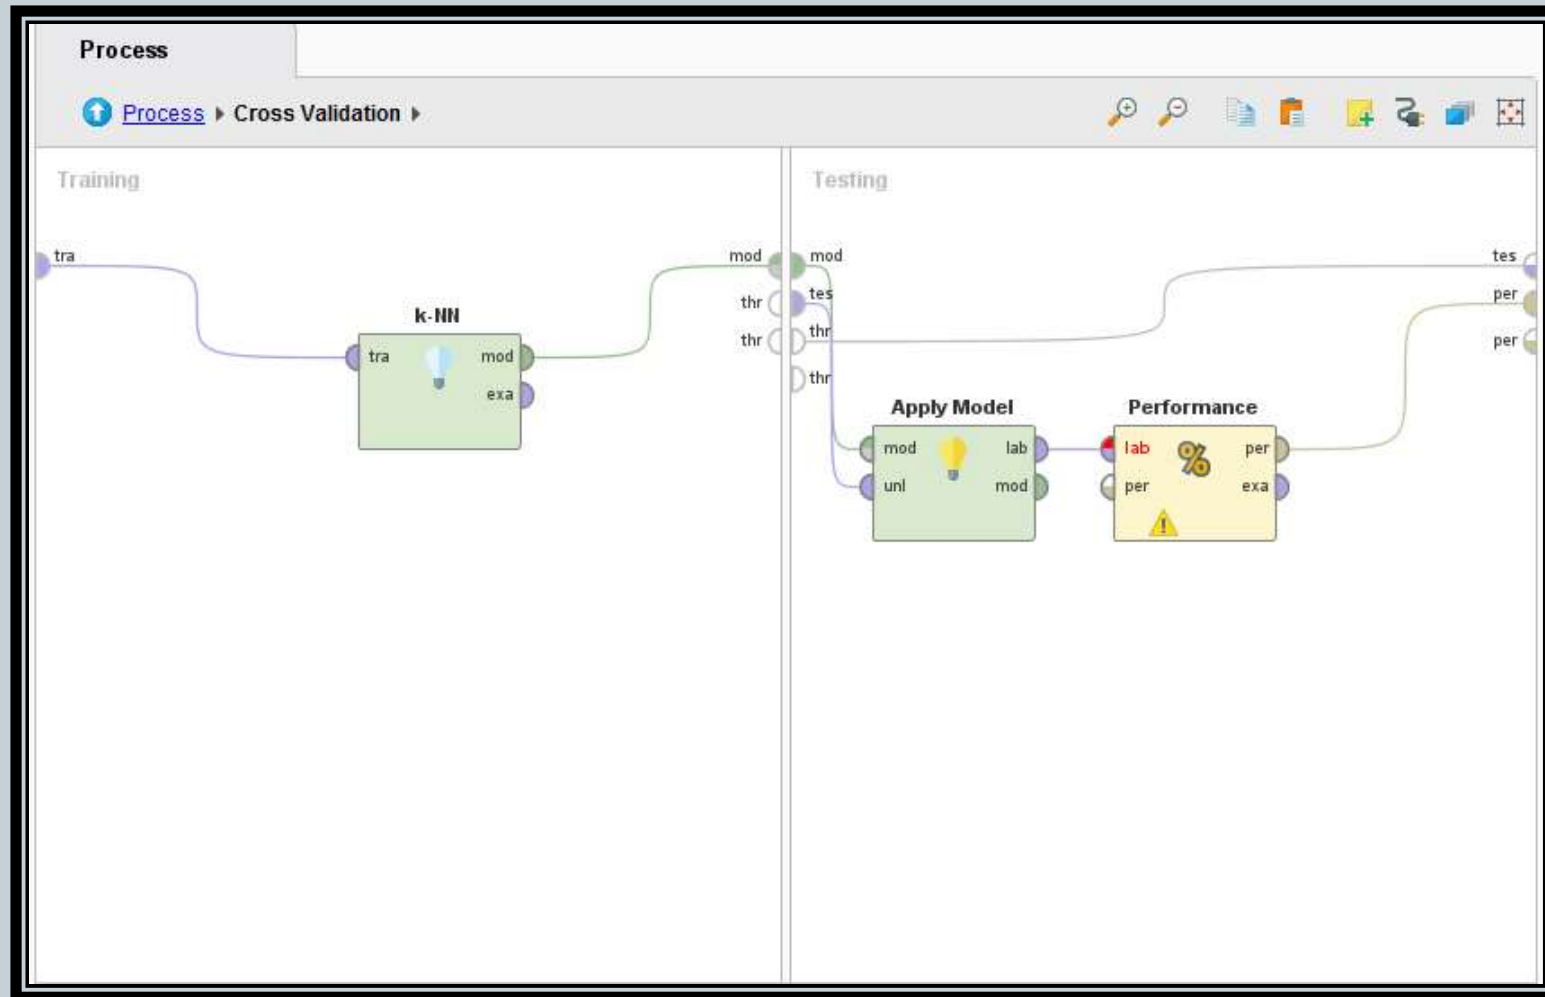 Process
Process Cross Validation
Training
Testing
tra
mod
thr
thr
k-NN
tra
mod
exa
mod
tes
thr
thr
tes
per
per
Apply Model
mod
lab
unl
mod
Performance
lab
per
per
exa